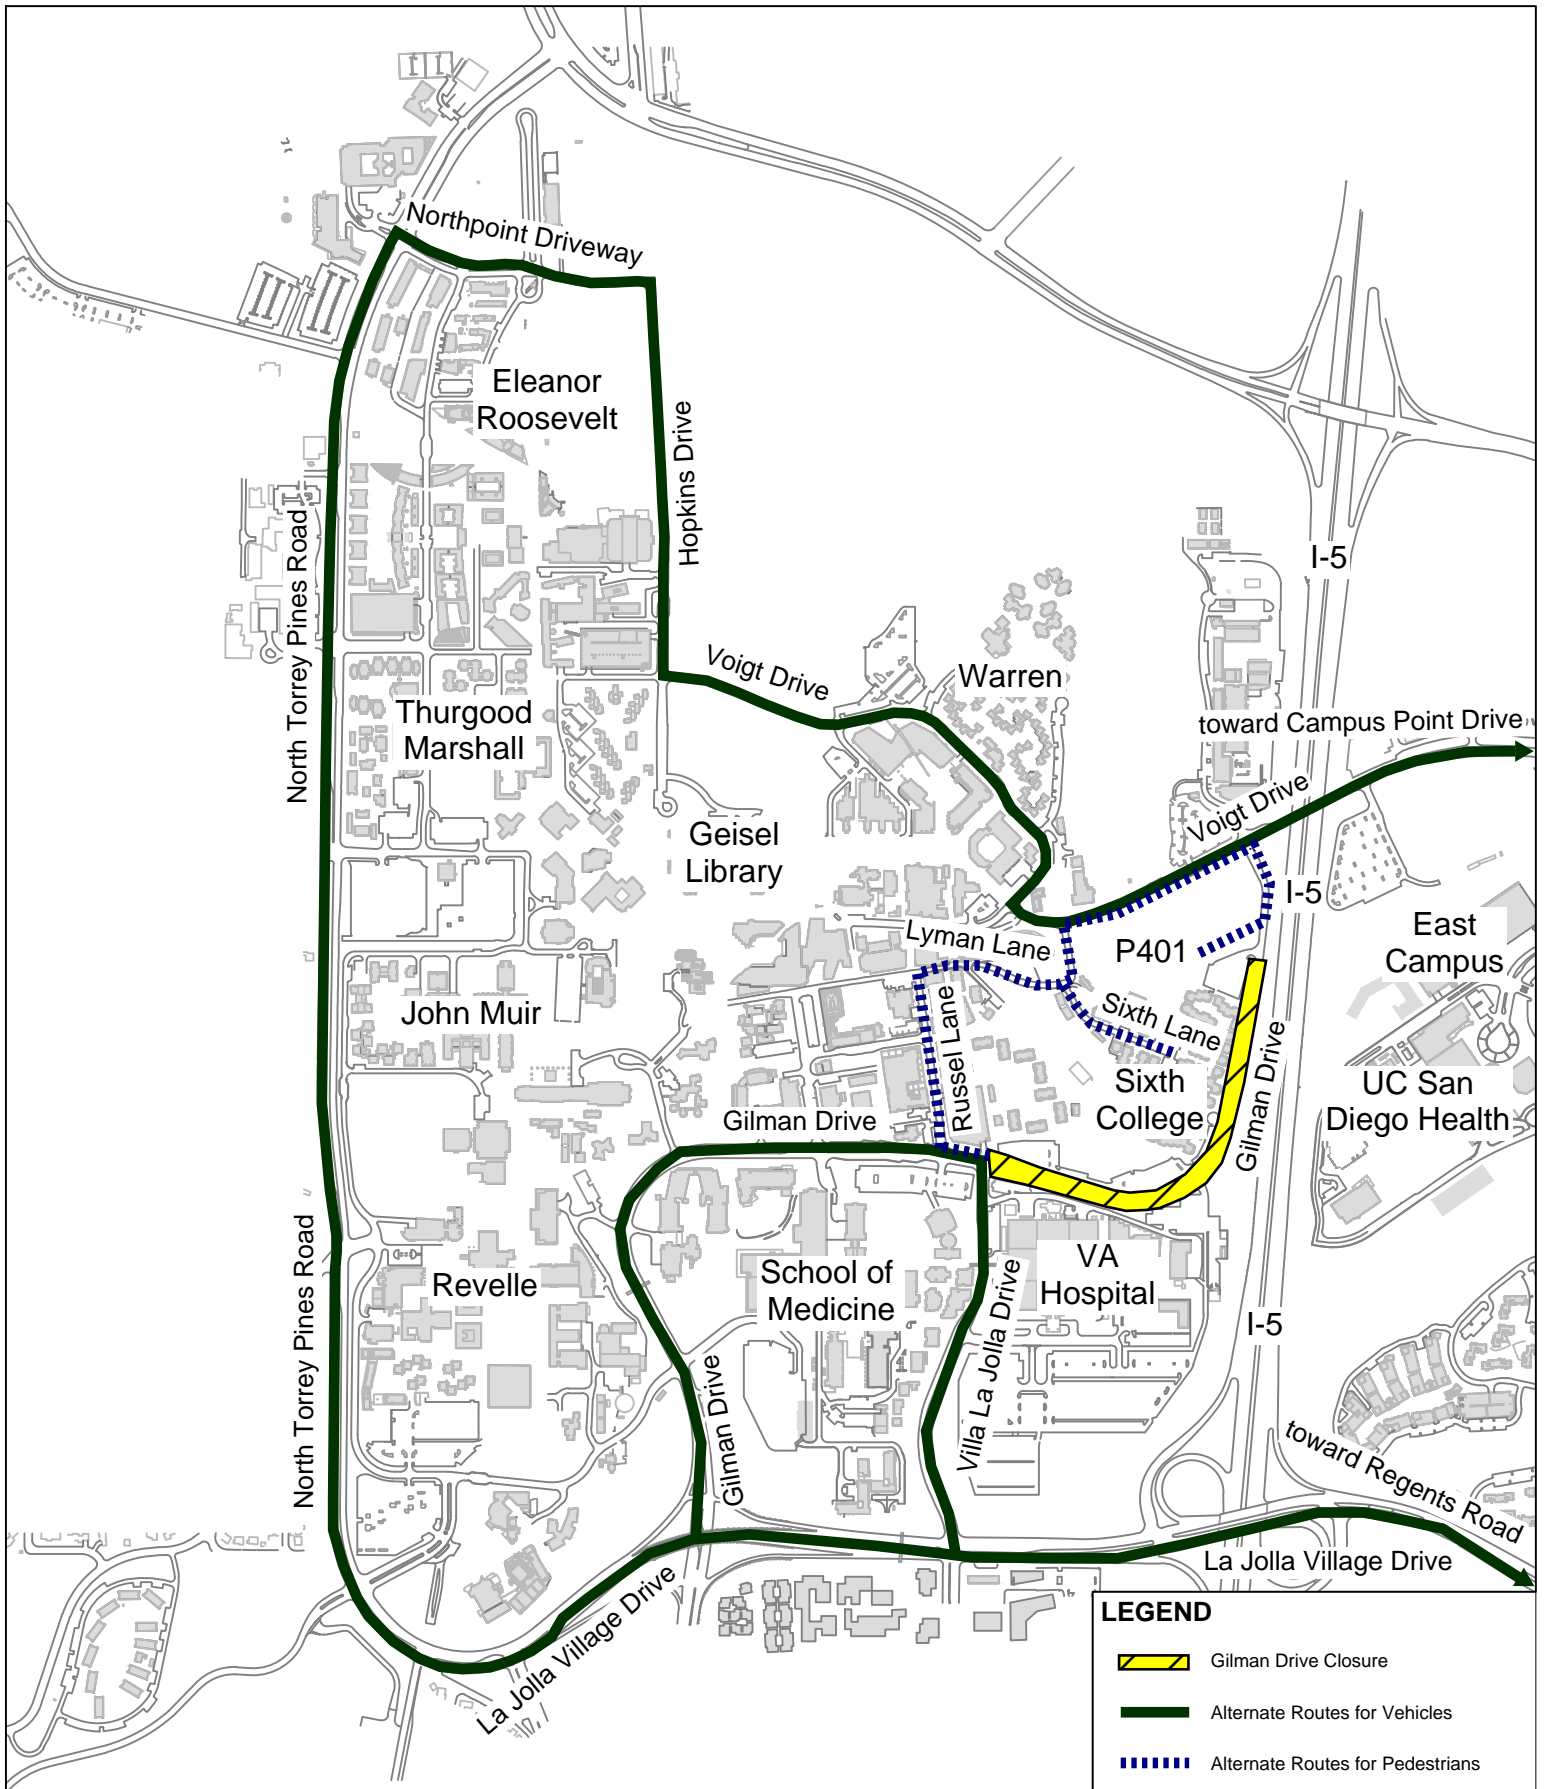 Northpoint Driveway
Eleanor
Roosevelt
Hopkins Drive
North Torrey Pines Road
I-5
Voigt Drive
Warren
Thurgood
Marshall
toward Campus Point Drive
Voigt Drive
Geisel
Library
I-5
Lyman Lane
P401
East
Campus
John Muir
Russel Lane
Sixth Lane
Gilman Drive
Sixth
College
UC San
Diego Health
Gilman Drive
North Torrey Pines Road
Revelle
School of
Medicine
Villa La Jolla Drive
VA
Hospital
I-5
Gilman Drive
toward Regents Road
La Jolla Village Drive
La Jolla Village Drive
LEGEND
Gilman Drive Closure
Alternate Routes for Vehicles
Alternate Routes for Pedestrians